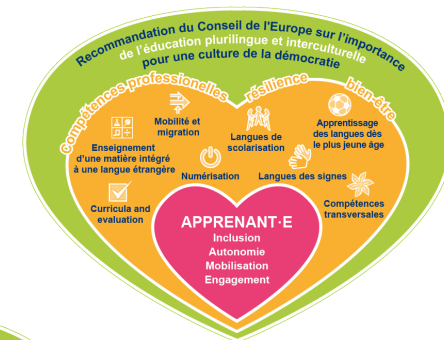 Recommandation du Conseil de l'Europe sur l'importance
de l'éducation plurilingue et interculturelle
pour une culture de la démocratie
compétences professionelles
résilience
bien-être
Mobilité et
migration
Langues de
scolarisation
Apprentissage
des langues dès
le plus jeune âge
Enseignement
d'une matière intégré
à une langue étrangère
Numérisation
Langues des signes
Curricula and
evaluation
Compétences
transversales
APPRENANT·E
Inclusion
Autonomie
Mobilisation
Engagement